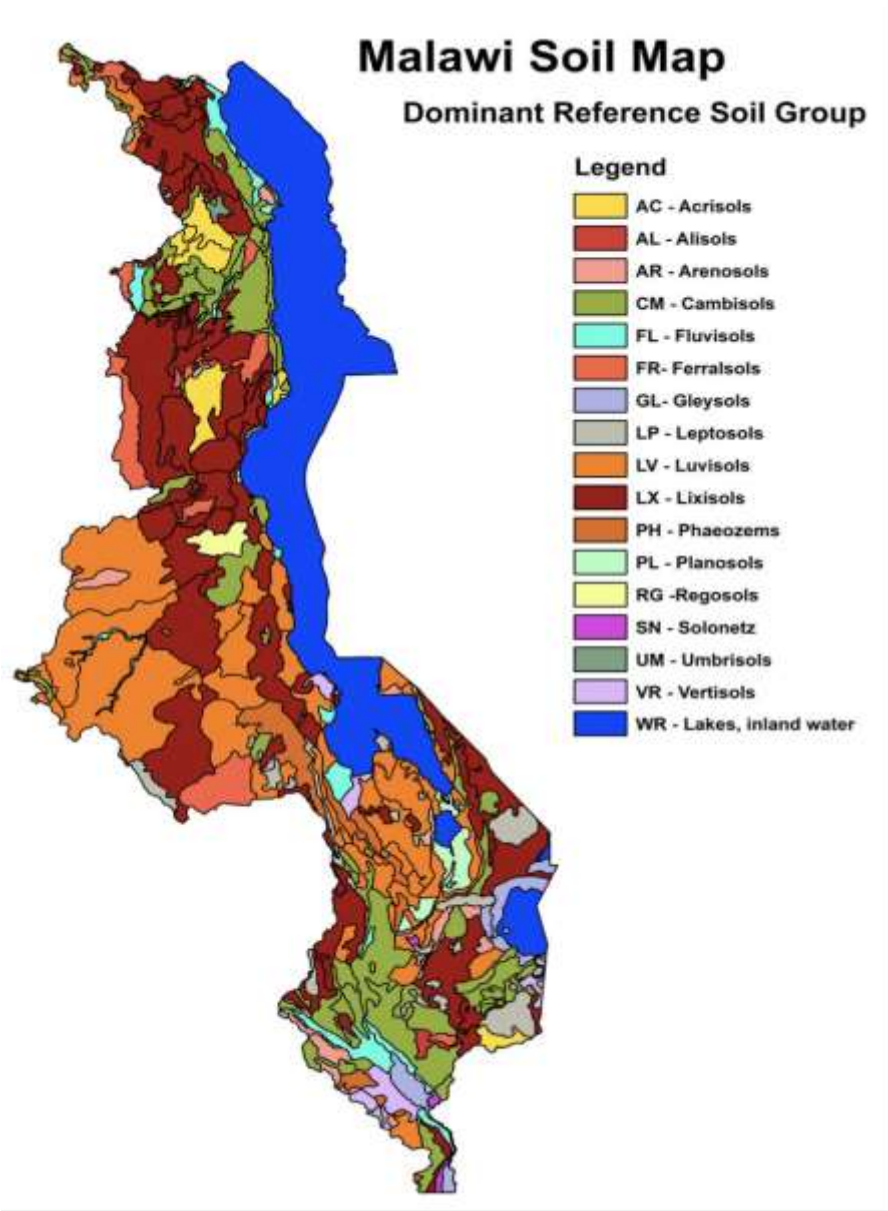 Malawi Soil Map
Dominant Reference Soil Group
Legend
AC - Acrisols
AL - Alisols
AR - Arenosols
CM - Cambisols
FL - Fluvisols
FR- Ferralsols
GL- Gleysols
LP - Leptosols
LV - Luvisols
LX - Lixisols
PH - Phaeozems
PL - Planosols
RG -Regosols
SN - Solonetz
UM - Umbrisols
VR - Vertisols
WR - Lakes, inland water